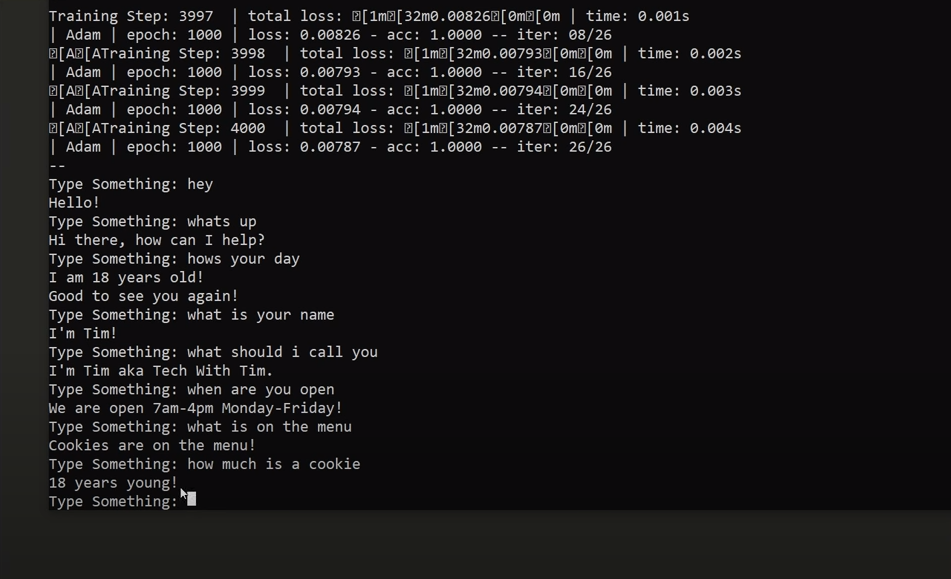 Training Step: 3997  | total loss: ⍰[1m⍰[32m0.00826⍰[0m⍰[0m | time: 0.001s
| Adam | epoch: 1000 | loss: 0.00826 - acc: 1.0000 -- iter: 08/26
⍰[A⍰[ATraining Step: 3998  | total loss: ⍰[1m⍰[32m0.00793⍰[0m⍰[0m | time: 0.002s
| Adam | epoch: 1000 | loss: 0.00793 - acc: 1.0000 -- iter: 16/26
⍰[A⍰[ATraining Step: 3999  | total loss: ⍰[1m⍰[32m0.00794⍰[0m⍰[0m | time: 0.003s
| Adam | epoch: 1000 | loss: 0.00794 - acc: 1.0000 -- iter: 24/26
⍰[A⍰[ATraining Step: 4000  | total loss: ⍰[1m⍰[32m0.00787⍰[0m⍰[0m | time: 0.004s
| Adam | epoch: 1000 | loss: 0.00787 - acc: 1.0000 -- iter: 26/26
--
Type Something: hey
Hello!
Type Something: whats up
Hi there, how can I help?
Type Something: hows your day
I am 18 years old!
Good to see you again!
Type Something: what is your name
I'm Tim!
Type Something: what should i call you
I'm Tim aka Tech With Tim.
Type Something: when are you open
We are open 7am-4pm Monday-Friday!
Type Something: what is on the menu
Cookies are on the menu!
Type Something: how much is a cookie
18 years young!
Type Something: